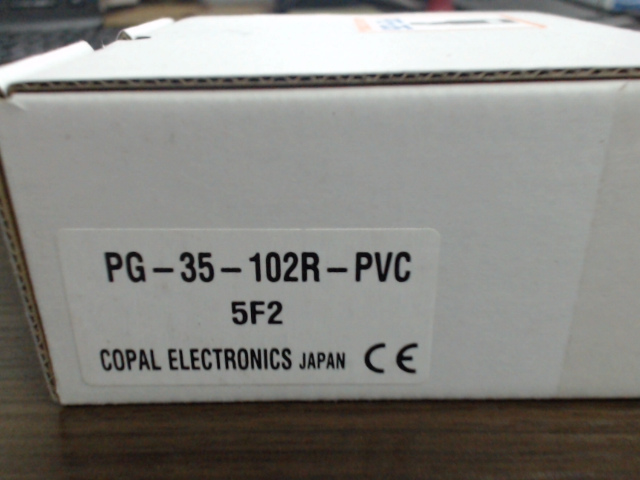 PG-35-102R-PVC
5F2
COPAL ELECTRONICS JAPAN CE